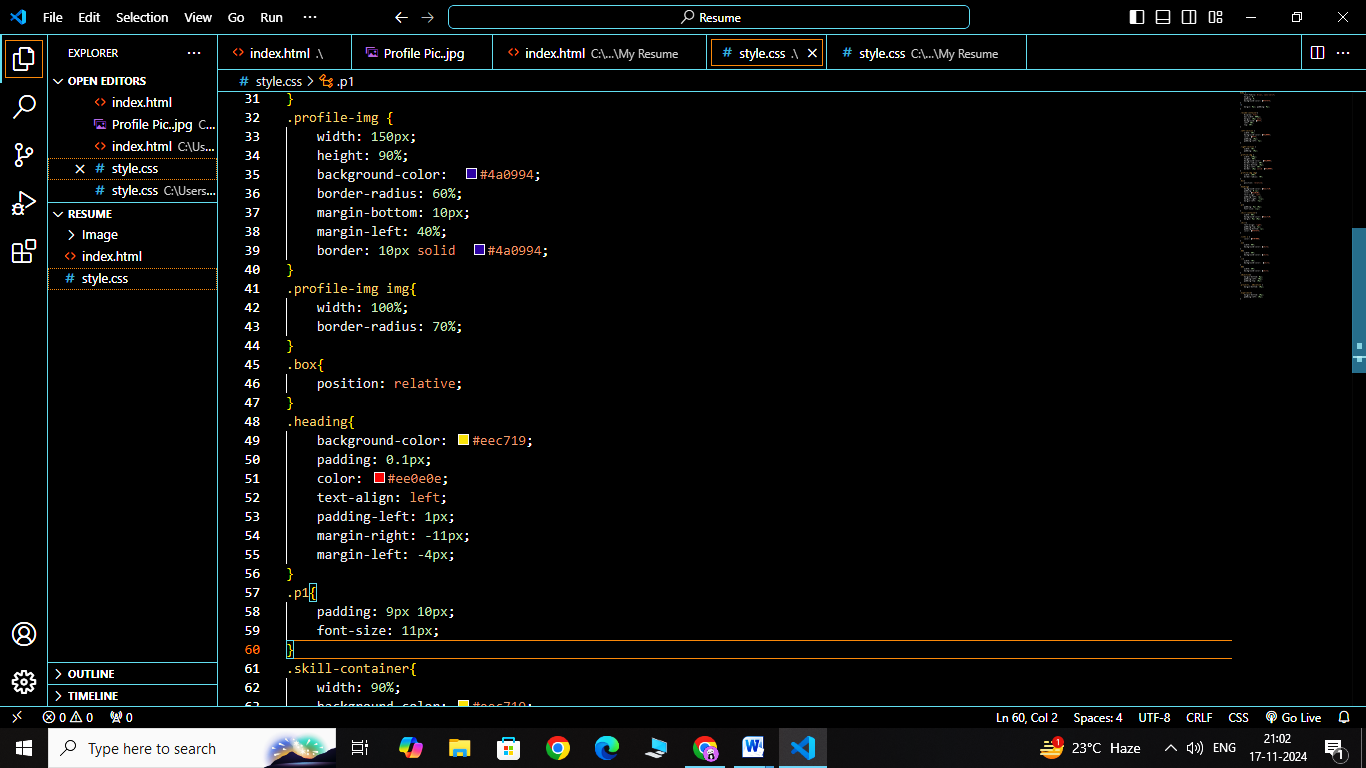 File Edit Selection View Go Run ··· Resume
EXPLORER ···
OPEN EDITORS
index.html
Profile Pic..jpg C...
index.html C:\Us...
style.css
style.css C:\Users...
RESUME
Image
index.html
style.css
OUTLINE
TIMELINE
index.html .\ Profile Pic..jpg index.html C:\...\My Resume style.css .\ style.css C:\...\My Resume ···
style.css > .p1
31 }
32 .profile-img {
33 width: 150px;
34 height: 90%;
35 background-color: #4a0994;
36 border-radius: 60%;
37 margin-bottom: 10px;
38 margin-left: 40%;
39 border: 10px solid #4a0994;
40 }
41 .profile-img img{
42 width: 100%;
43 border-radius: 70%;
44 }
45 .box{
46 position: relative;
47 }
48 .heading{
49 background-color: #eec719;
50 padding: 0.1px;
51 color: #ee0e0e;
52 text-align: left;
53 padding-left: 1px;
54 margin-right: -11px;
55 margin-left: -4px;
56 }
57 .p1{
58 padding: 9px 10px;
59 font-size: 11px;
60 }
61 .skill-container{
62 width: 90%;
63 background-color: #eec719;
0 0 0 Ln 60, Col 2 Spaces: 4 UTF-8 CRLF CSS Go Live
Type here to search 1 23°C Haze ENG 21:02
17-11-2024 1